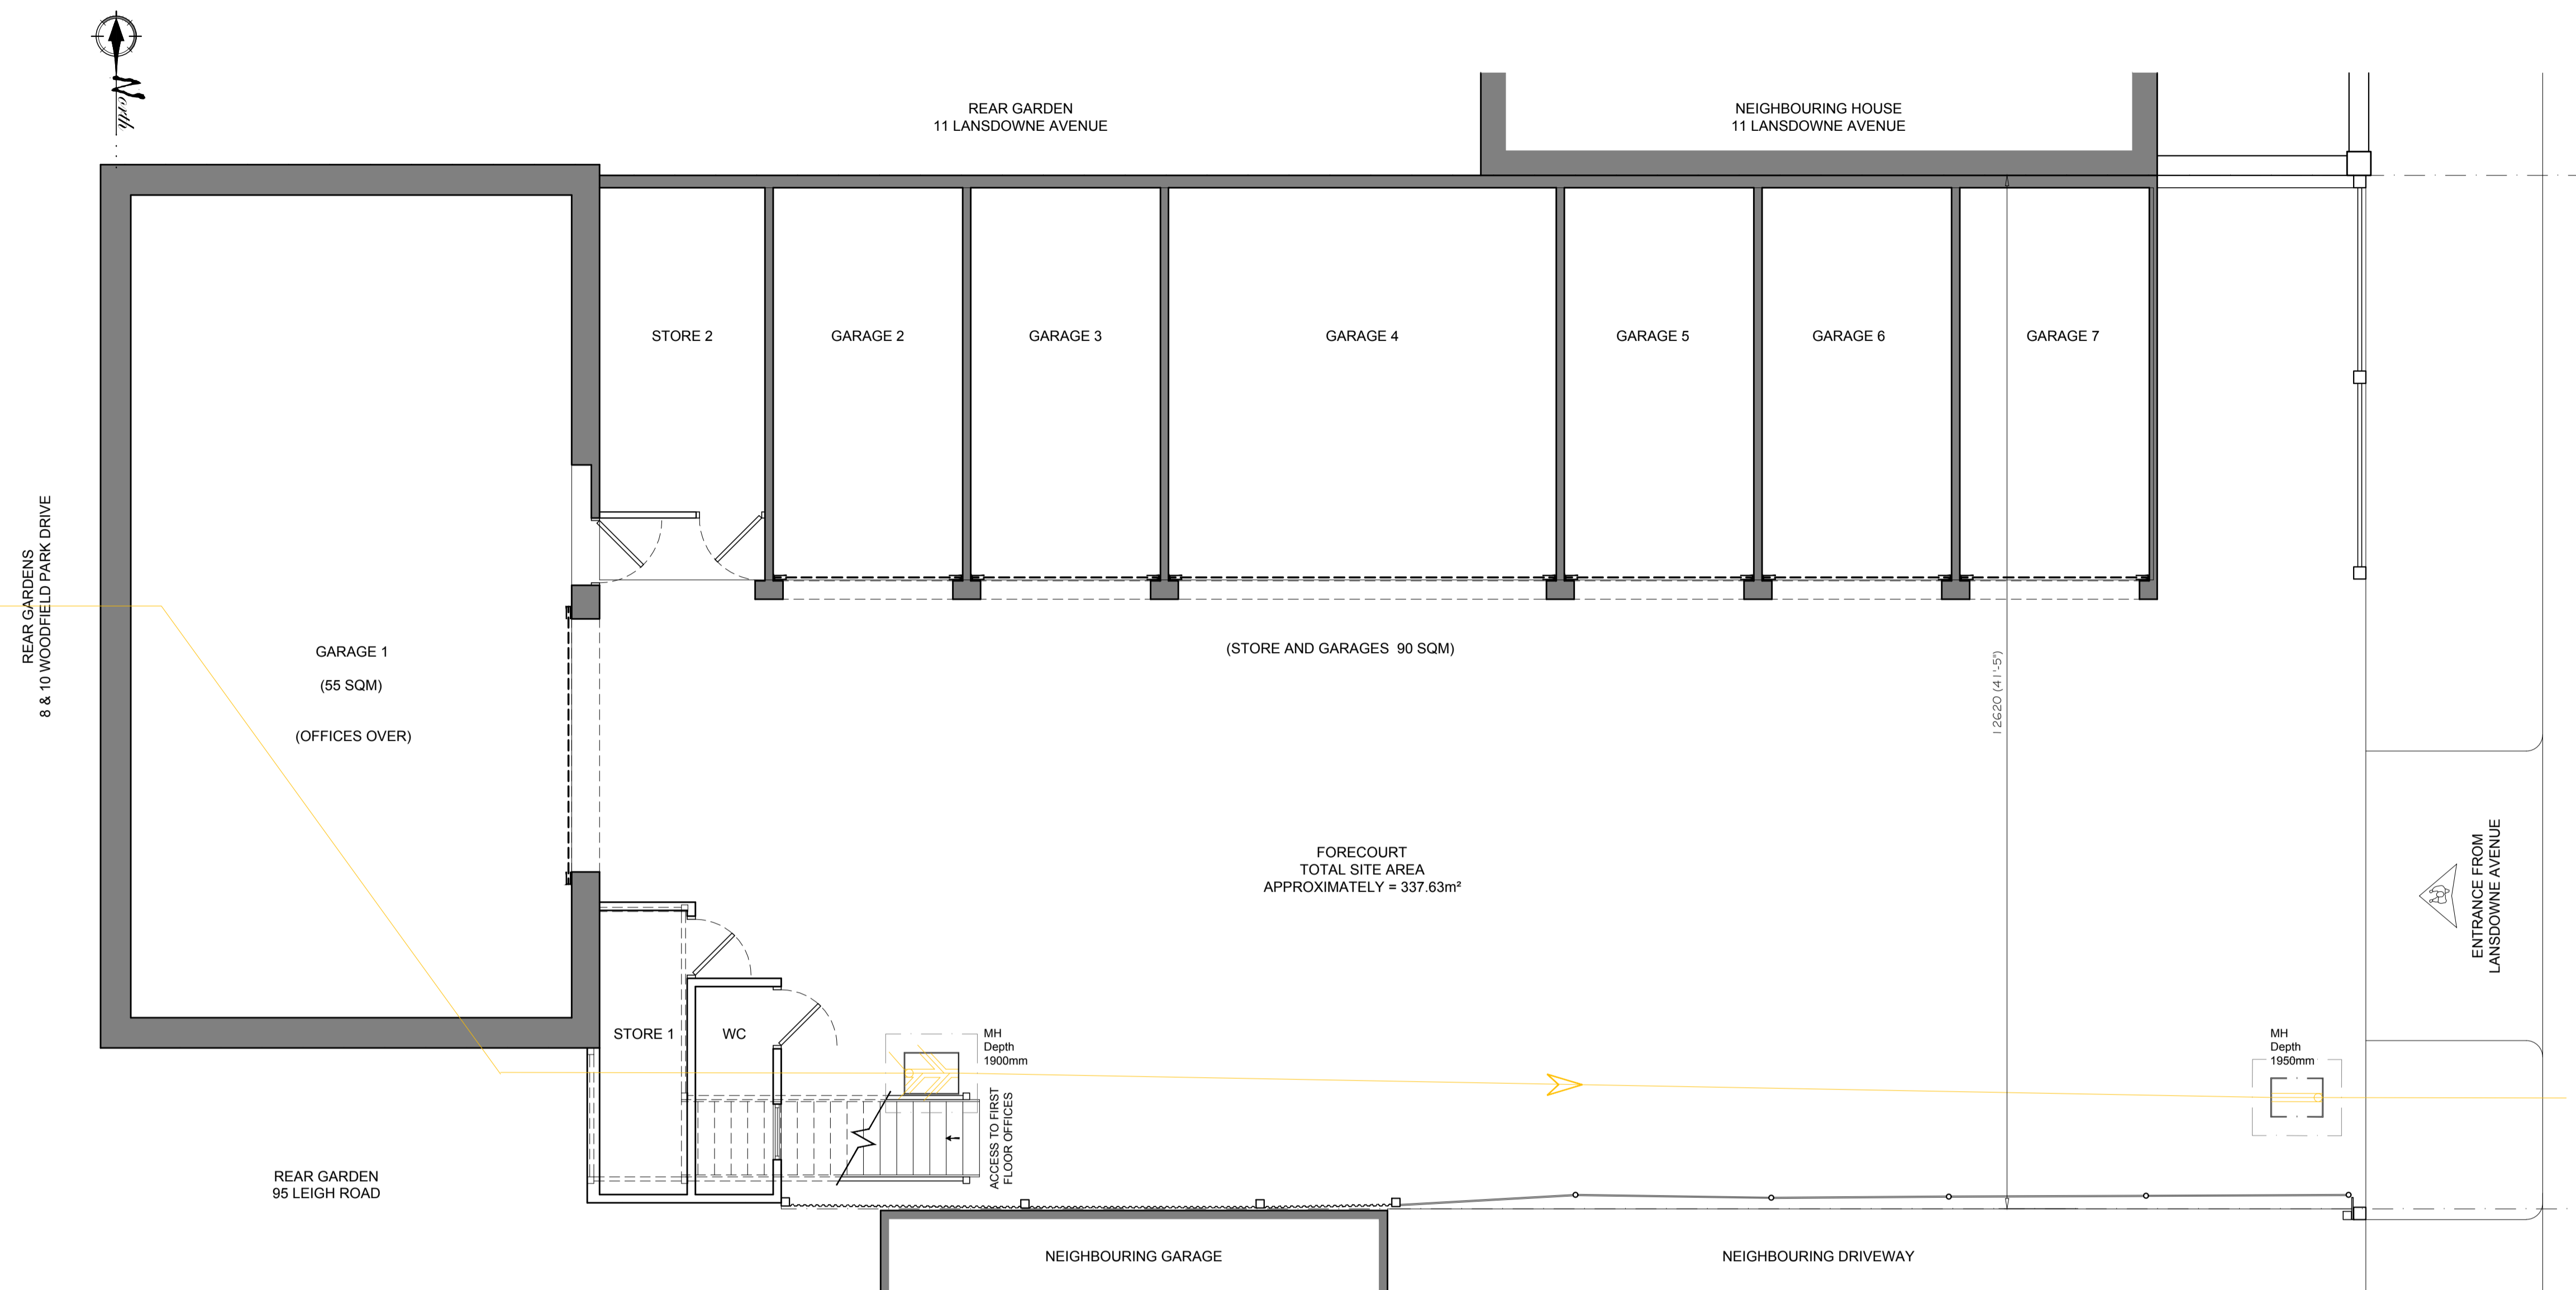 North
REAR GARDEN
11 LANSDOWNE AVENUE
NEIGHBOURING HOUSE
11 LANSDOWNE AVENUE
STORE 2
GARAGE 2
GARAGE 3
GARAGE 4
GARAGE 5
GARAGE 6
GARAGE 7
REAR GARDENS
8 & 10 WOODFIELD PARK DRIVE
GARAGE 1
(55 SQM)
(OFFICES OVER)
(STORE AND GARAGES 90 SQM)
12620 (41'-5")
FORECOURT
TOTAL SITE AREA
APPROXIMATELY = 337.63m²
ENTRANCE FROM
LANSDOWNE AVENUE
STORE 1
WC
MH
Depth
1900mm
MH
Depth
1950mm
ACCESS TO FIRST
FLOOR OFFICES
REAR GARDEN
95 LEIGH ROAD
NEIGHBOURING GARAGE
NEIGHBOURING DRIVEWAY